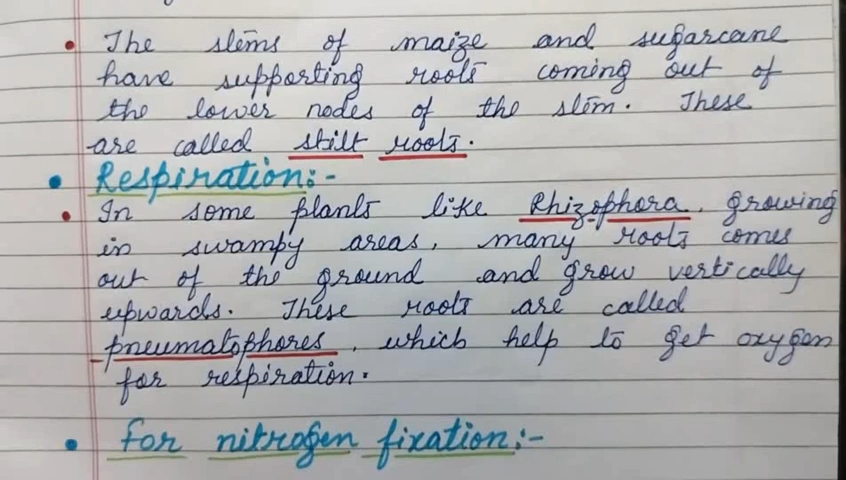 The stems of maize and sugarcane
have supporting roots coming out of
the lower nodes of the stem. These
are called stilt roots.
Respiration:-
In some plants like Rhizophora, growing
in swampy areas, many roots comes
out of the ground and grow vertically
upwards. These roots are called
pneumatophores, which help to get oxygen
for respiration.
For nitrogen fixation:-